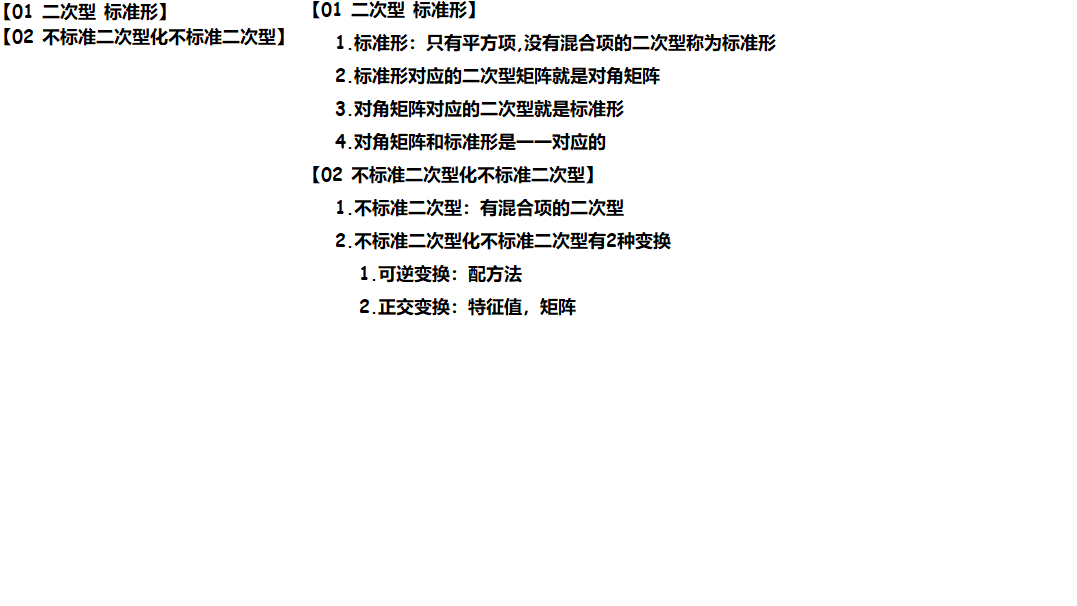 【01 二次型 标准形】
【02 不标准二次型化不标准二次型】
【01 二次型 标准形】
1.标准形：只有平方项,没有混合项的二次型称为标准形
2.标准形对应的二次型矩阵就是对角矩阵
3.对角矩阵对应的二次型就是标准形
4.对角矩阵和标准形是一一对应的
【02 不标准二次型化不标准二次型】
1.不标准二次型：有混合项的二次型
2.不标准二次型化不标准二次型有2种变换
1.可逆变换：配方法
2.正交变换：特征值，矩阵